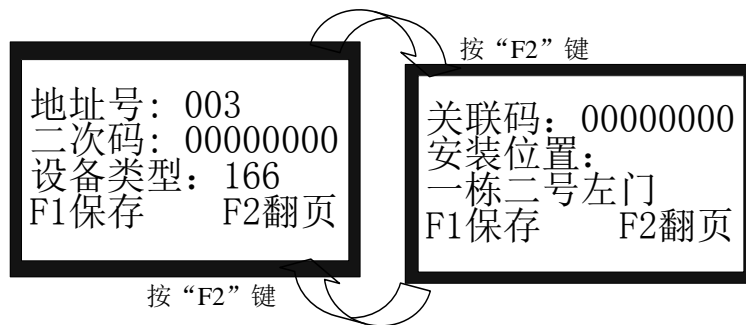 按“F2”键
地址号: 003
二次码: 00000000
设备类型: 166
F1保存 F2翻页
关联码: 00000000
安装位置:
一栋二号左门
F1保存 F2翻页
按“F2”键